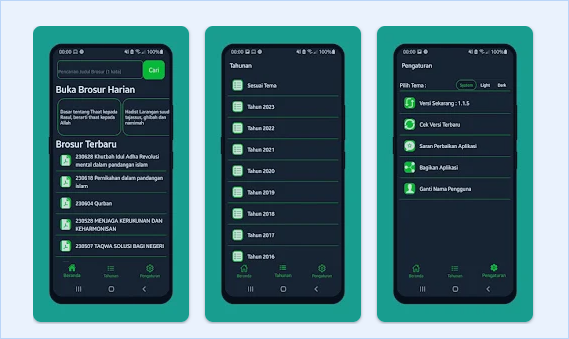 00:00 100%
Pencarian Judul Brosur (1 kata) Cari
Buka Brosur Harian
Dasar tentang Thaat kepada
Rasul, berarti thaat kepada
Allah
Hadist Larangan suud
tajassus, ghibah dan
namimah
Brosur Terbaru
230628 Khutbah Idul Adha Revolusi
mental dalam pandangan islam
230618 Pernikahan dalam pandangan
islam
230604 Qurban
230528 MENJAGA KERUKUNAN DAN
KEHARMONISAN
230507 TAQWA SOLUSI BAGI NEGERI
Beranda Tahunan Pengaturan
00:00 100%
Tahunan
Sesuai Tema
Tahun 2023
Tahun 2022
Tahun 2021
Tahun 2020
Tahun 2019
Tahun 2018
Tahun 2017
Tahun 2016
Beranda Tahunan Pengaturan
00:00 100%
Pengaturan
Pilih Tema : System Light Dark
Versi Sekarang : 1.1.5
Cek Versi Terbaru
Saran Perbaikan Aplikasi
Bagikan Aplikasi
Ganti Nama Pengguna
Beranda Tahunan Pengaturan